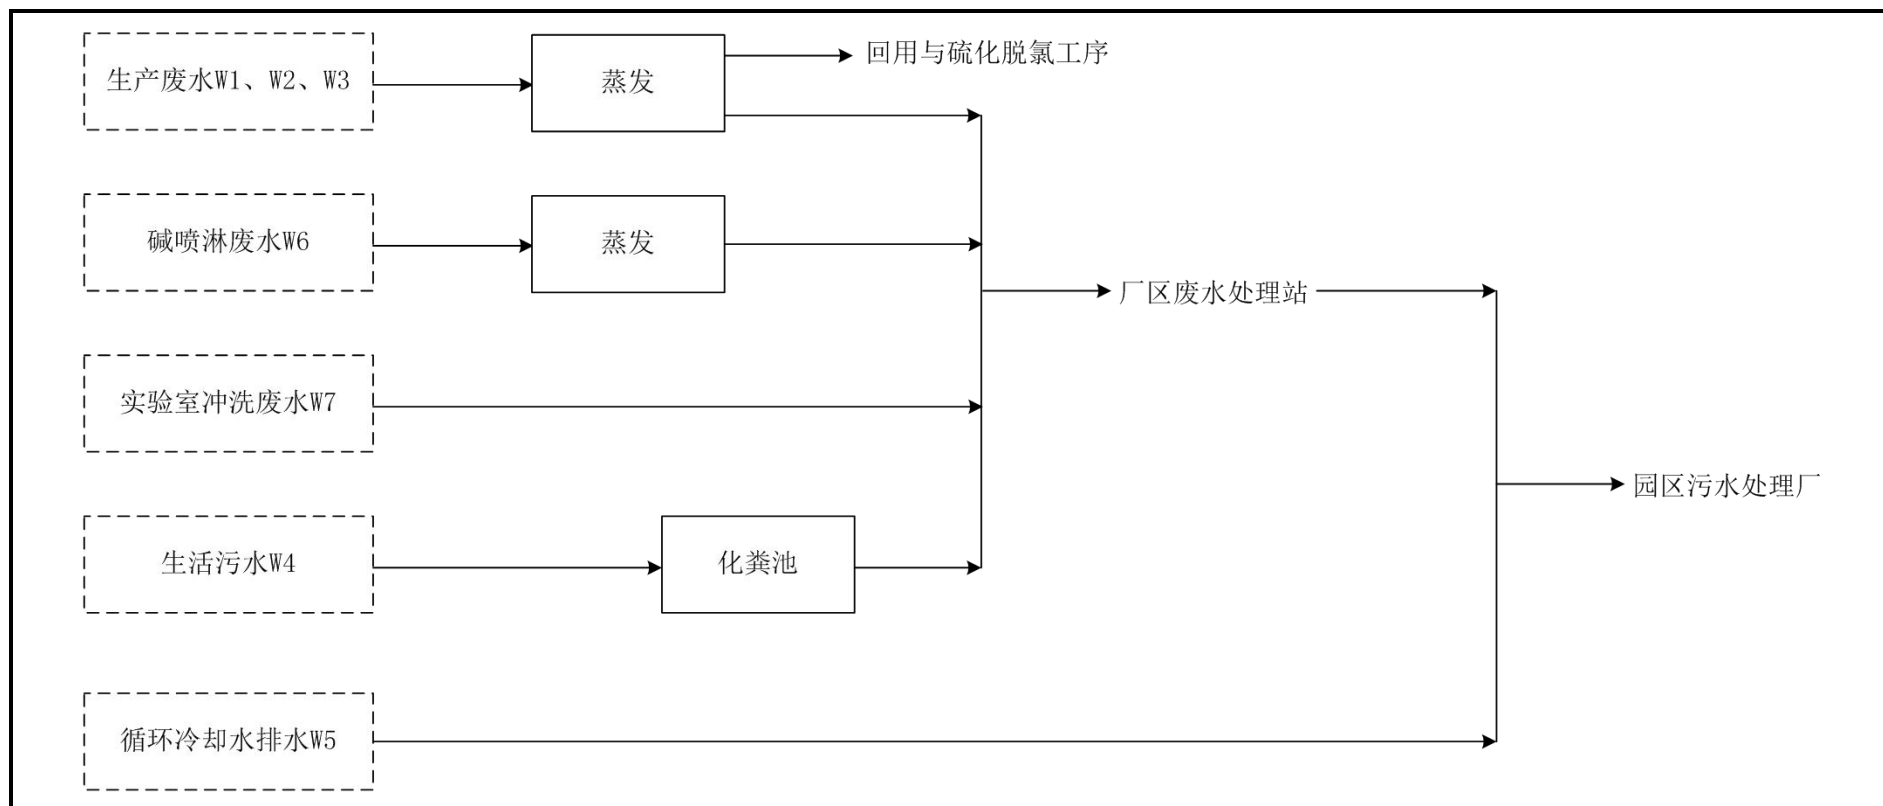 生产废水W1、W2、W3
蒸发
回用与硫化脱氯工序
碱喷淋废水W6
蒸发
厂区废水处理站
实验室冲洗废水W7
园区污水处理厂
生活污水W4
化粪池
循环冷却水排水W5